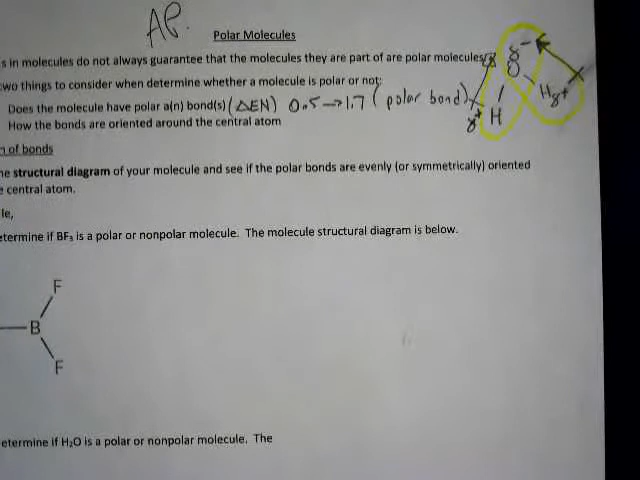 AP.
Polar Molecules
s in molecules do not always guarantee that the molecules they are part of are polar molecules
two things to consider when determine whether a molecule is polar or not:
Does the molecule have polar a(n) bond(s) (ΔEN) 0.5→1.7 (polar bond)
How the bonds are oriented around the central atom
δ-
O
H
δ+
H δ+
n of bonds
he structural diagram of your molecule and see if the polar bonds are evenly (or symmetrically) oriented
e central atom.
le,
etermine if BF₃ is a polar or nonpolar molecule. The molecule structural diagram is below.
F
B
F
etermine if H₂O is a polar or nonpolar molecule. The